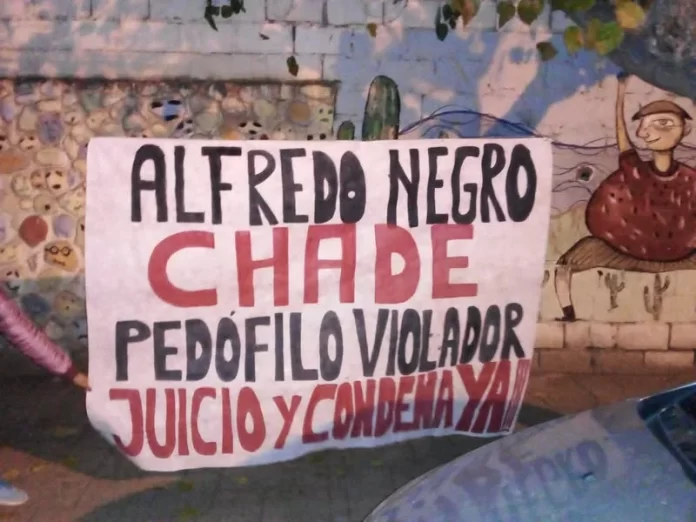 ALFREDO NEGRO
CHADE
PEDÓFILO VIOLADOR
JUICIO Y CONDENA YA!!!